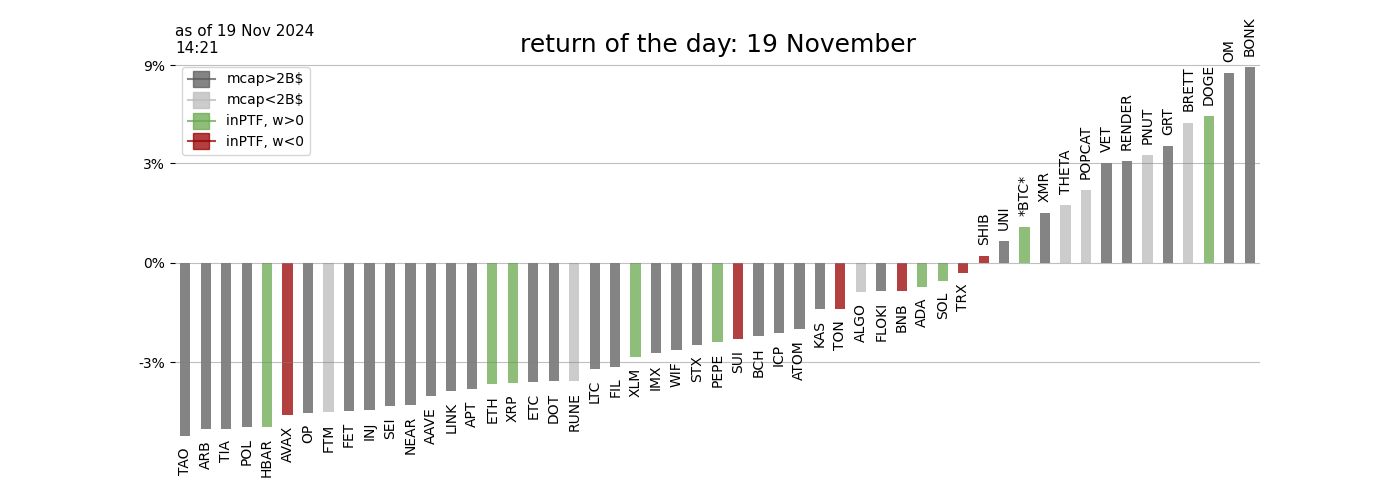 as of 19 Nov 2024
14:21
return of the day: 19 November
9%
3%
0%
-3%
mcap>2B$
mcap<2B$
inPTF, w>0
inPTF, w<0
TAO
ARB
TIA
POL
HBAR
AVAX
OP
FTM
FET
INJ
SEI
NEAR
AAVE
LINK
APT
ETH
XRP
ETC
DOT
RUNE
LTC
FIL
XLM
IMX
WIF
STX
PEPE
SUI
BCH
ICP
ATOM
KAS
TON
ALGO
FLOKI
BNB
ADA
SOL
TRX
SHIB
UNI
*BTC*
XMR
THETA
POPCAT
VET
RENDER
PNUT
GRT
BRETT
DOGE
OM
BONK